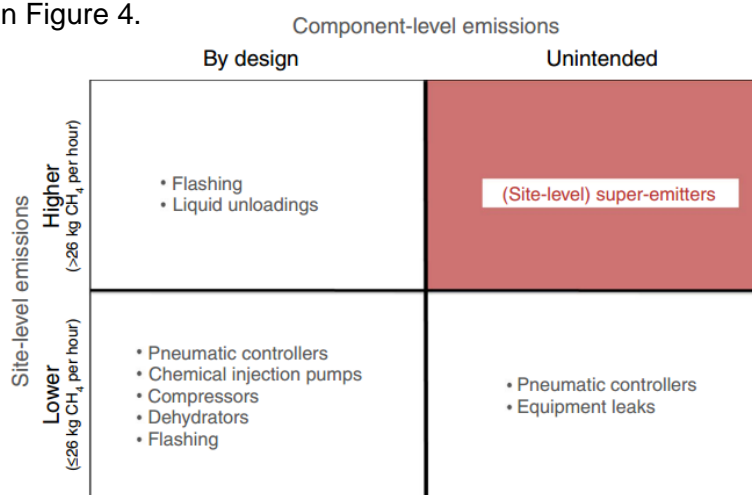 n Figure 4.
Component-level emissions
By design
Unintended
Site-level emissions
Higher
(>26 kg CH₄ per hour)
• Flashing
• Liquid unloadings
(Site-level) super-emitters
Lower
(≤26 kg CH₄ per hour)
• Pneumatic controllers
• Chemical injection pumps
• Compressors
• Dehydrators
• Flashing
• Pneumatic controllers
• Equipment leaks